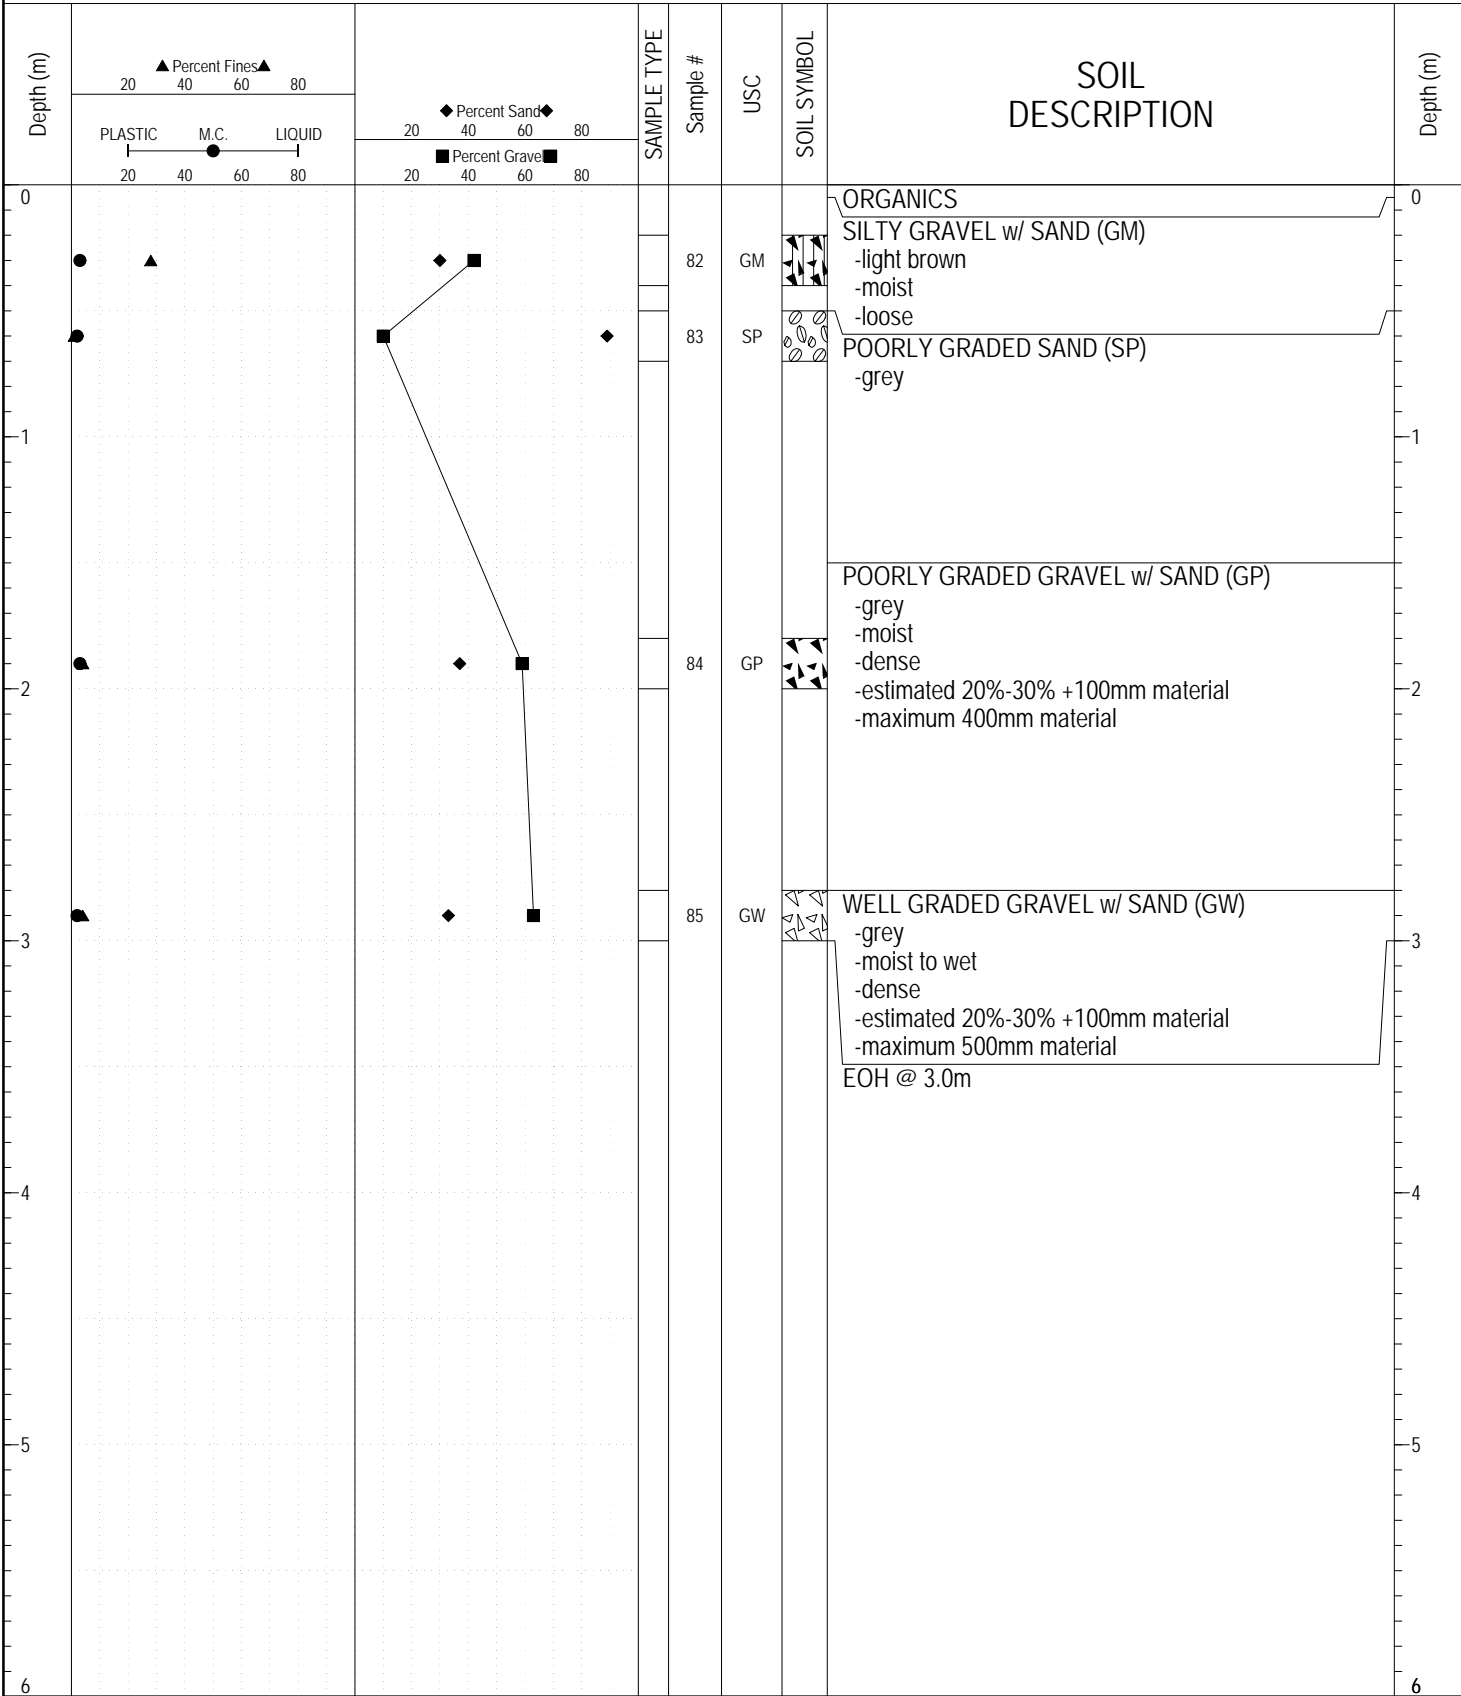 Depth (m)
▲ Percent Fines ▲
20 40 60 80
PLASTIC M.C. LIQUID
20 40 60 80
◆ Percent Sand ◆
20 40 60 80
■ Percent Gravel ■
20 40 60 80
SAMPLE TYPE
Sample #
USC
SOIL SYMBOL
SOIL
DESCRIPTION
Depth (m)
0
ORGANICS
0
SILTY GRAVEL w/ SAND (GM)
82 GM
-light brown
-moist
-loose
83 SP
POORLY GRADED SAND (SP)
-grey
1
1
POORLY GRADED GRAVEL w/ SAND (GP)
-grey
-moist
84 GP
-dense
2
-estimated 20%-30% +100mm material
2
-maximum 400mm material
WELL GRADED GRAVEL w/ SAND (GW)
85 GW
-grey
3
3
-moist to wet
-dense
-estimated 20%-30% +100mm material
-maximum 500mm material
EOH @ 3.0m
4
4
5
5
6
6